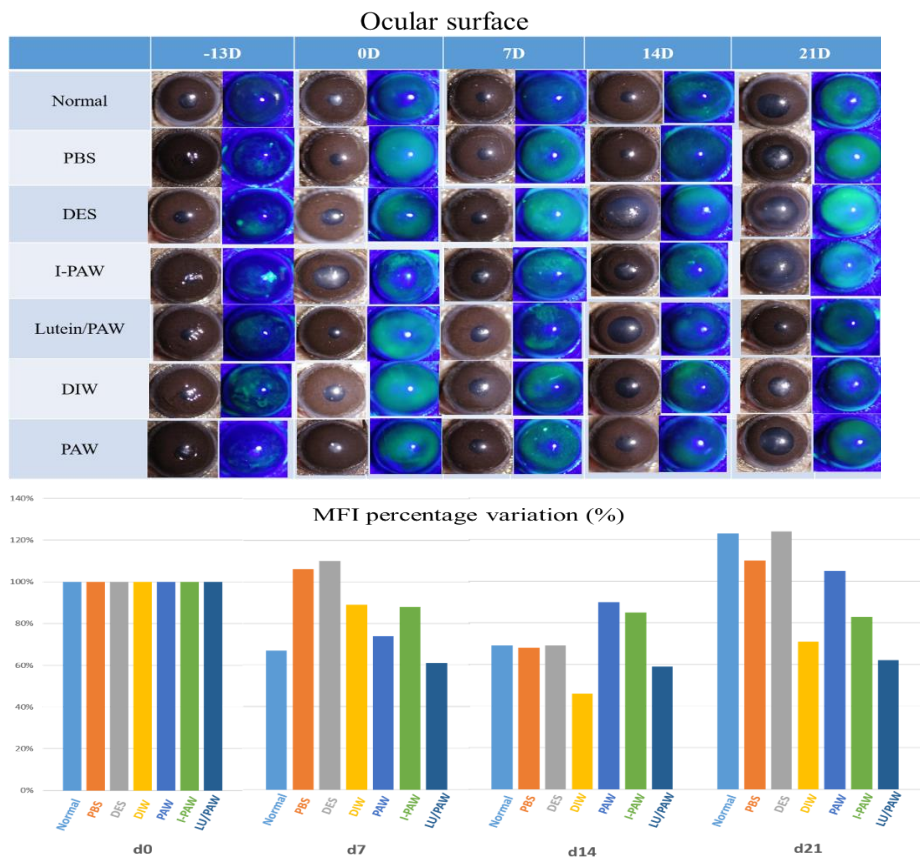 Ocular surface
-13D 0D 7D 14D 21D
Normal
PBS
DES
I-PAW
Lutein/PAW
DIW
PAW
MFI percentage variation (%)
140%
120%
100%
80%
60%
40%
20%
0%
Normal PBS DES DIW PAW I-PAW LU/PAW Normal PBS DES DIW PAW I-PAW LU/PAW Normal PBS DES DIW PAW I-PAW LU/PAW Normal PBS DES DIW PAW I-PAW LU/PAW
d0 d7 d14 d21